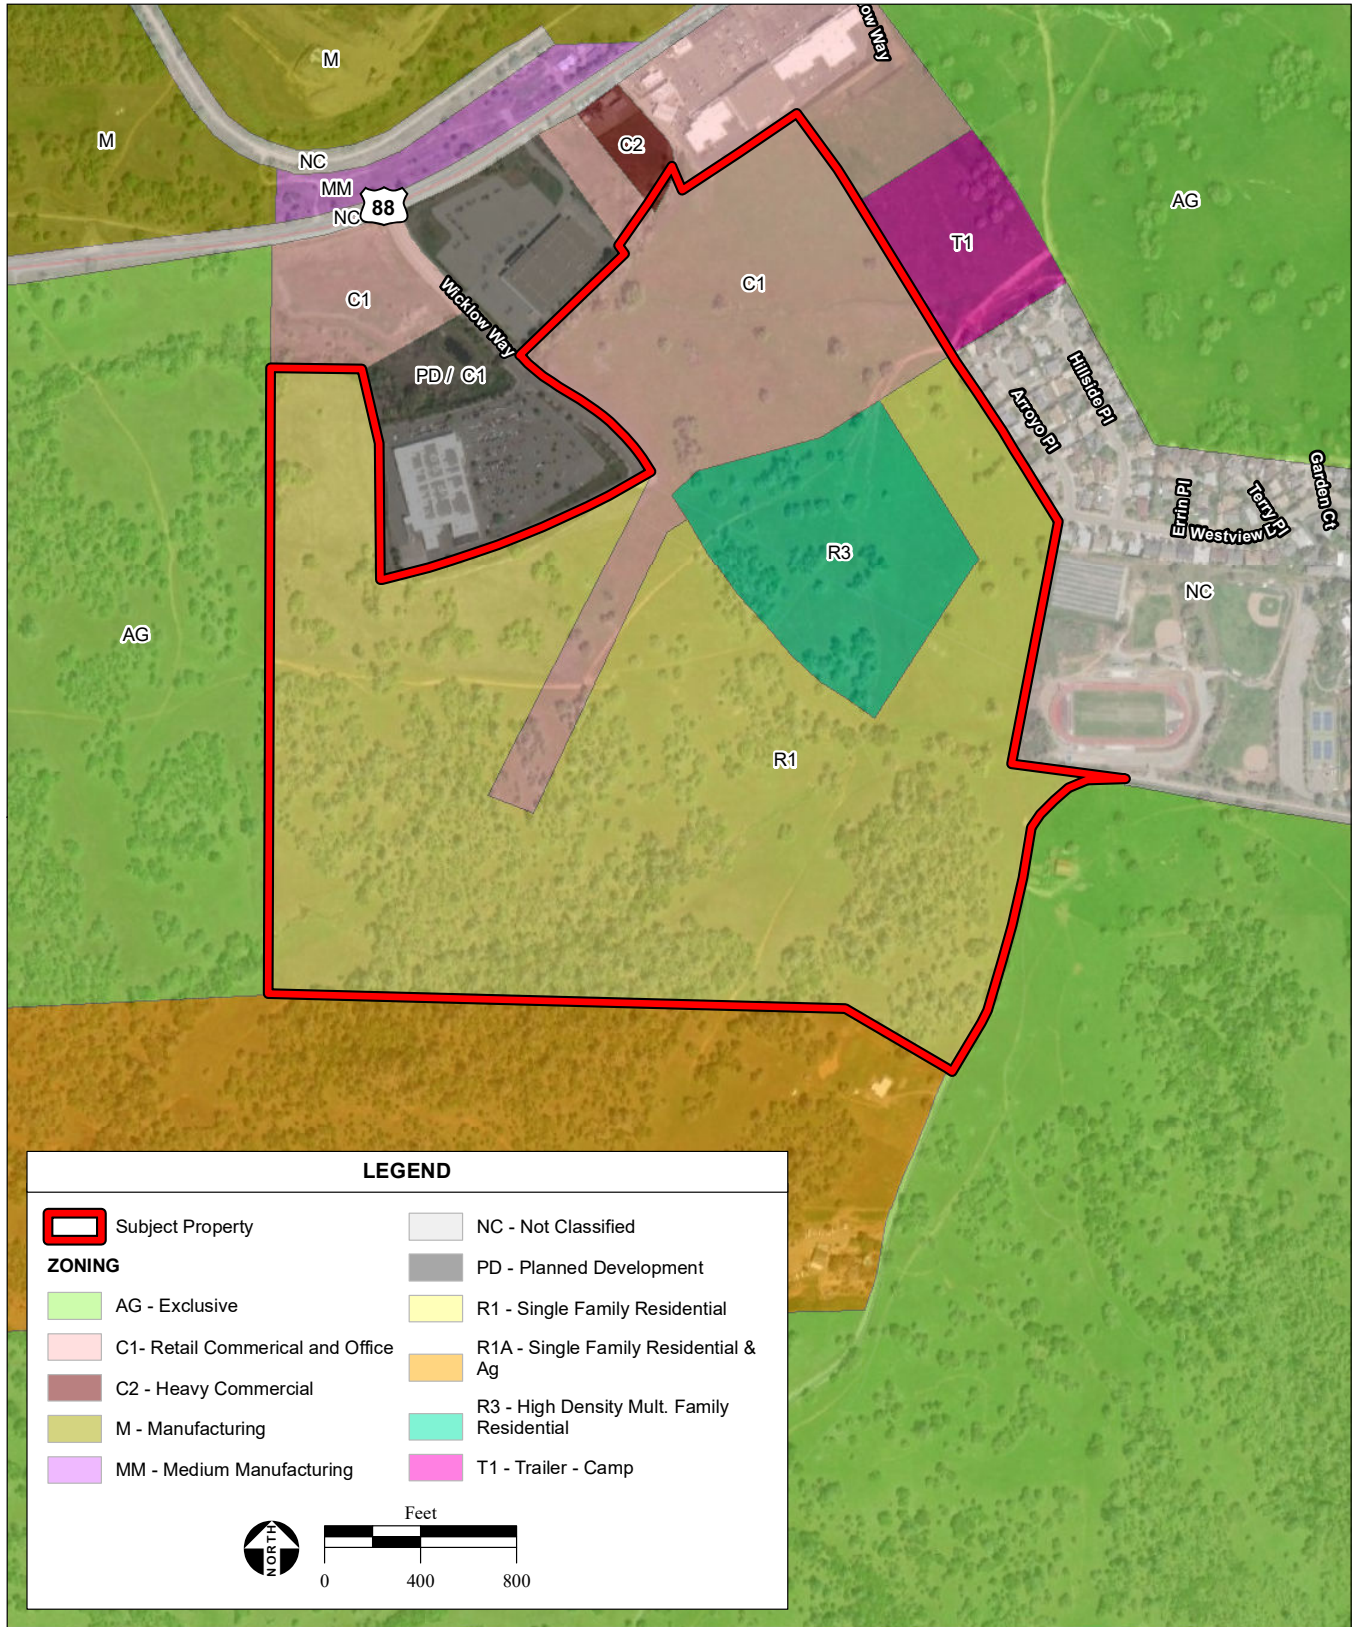 ow Way
M
M
C2
NC
MM
88
NC
AG
T1
C1
C1
Wicklow Way
PD / C1
Hillside Pl
Arroyo Pl
Garden Ct
Terry Pl
Errin Pl
Westview
R3
NC
AG
R1
LEGEND
Subject Property
ZONING
AG - Exclusive
C1- Retail Commerical and Office
C2 - Heavy Commercial
M - Manufacturing
MM - Medium Manufacturing
NC - Not Classified
PD - Planned Development
R1 - Single Family Residential
R1A - Single Family Residential &
Ag
R3 - High Density Mult. Family
Residential
T1 - Trailer - Camp
NORTH
Feet
0 400 800